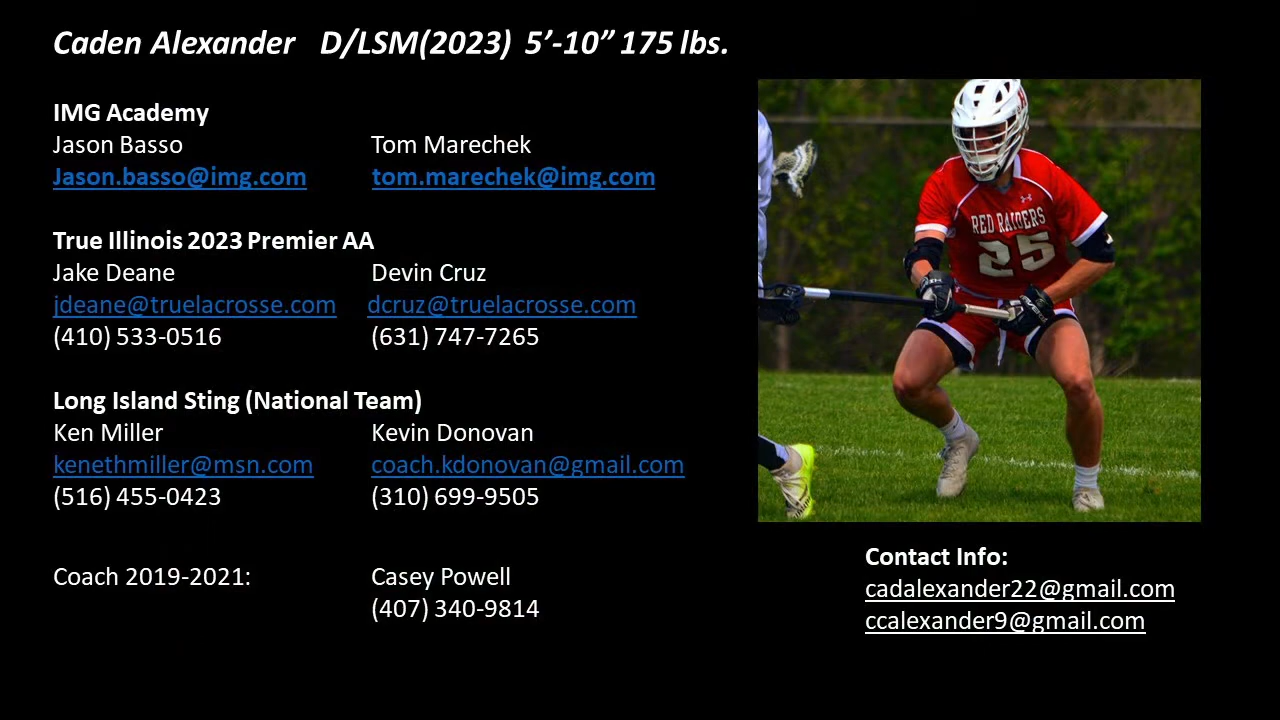 Caden Alexander D/LSM(2023) 5’-10” 175 lbs.
IMG Academy
Jason Basso Tom Marechek
Jason.basso@img.com tom.marechek@img.com
True Illinois 2023 Premier AA
Jake Deane Devin Cruz
jdeane@truelacrosse.com dcruz@truelacrosse.com
(410) 533-0516 (631) 747-7265
Long Island Sting (National Team)
Ken Miller Kevin Donovan
kenethmiller@msn.com coach.kdonovan@gmail.com
(516) 455-0423 (310) 699-9505
Coach 2019-2021: Casey Powell
(407) 340-9814
RED RAIDERS
25
Contact Info:
cadalexander22@gmail.com
ccalexander9@gmail.com